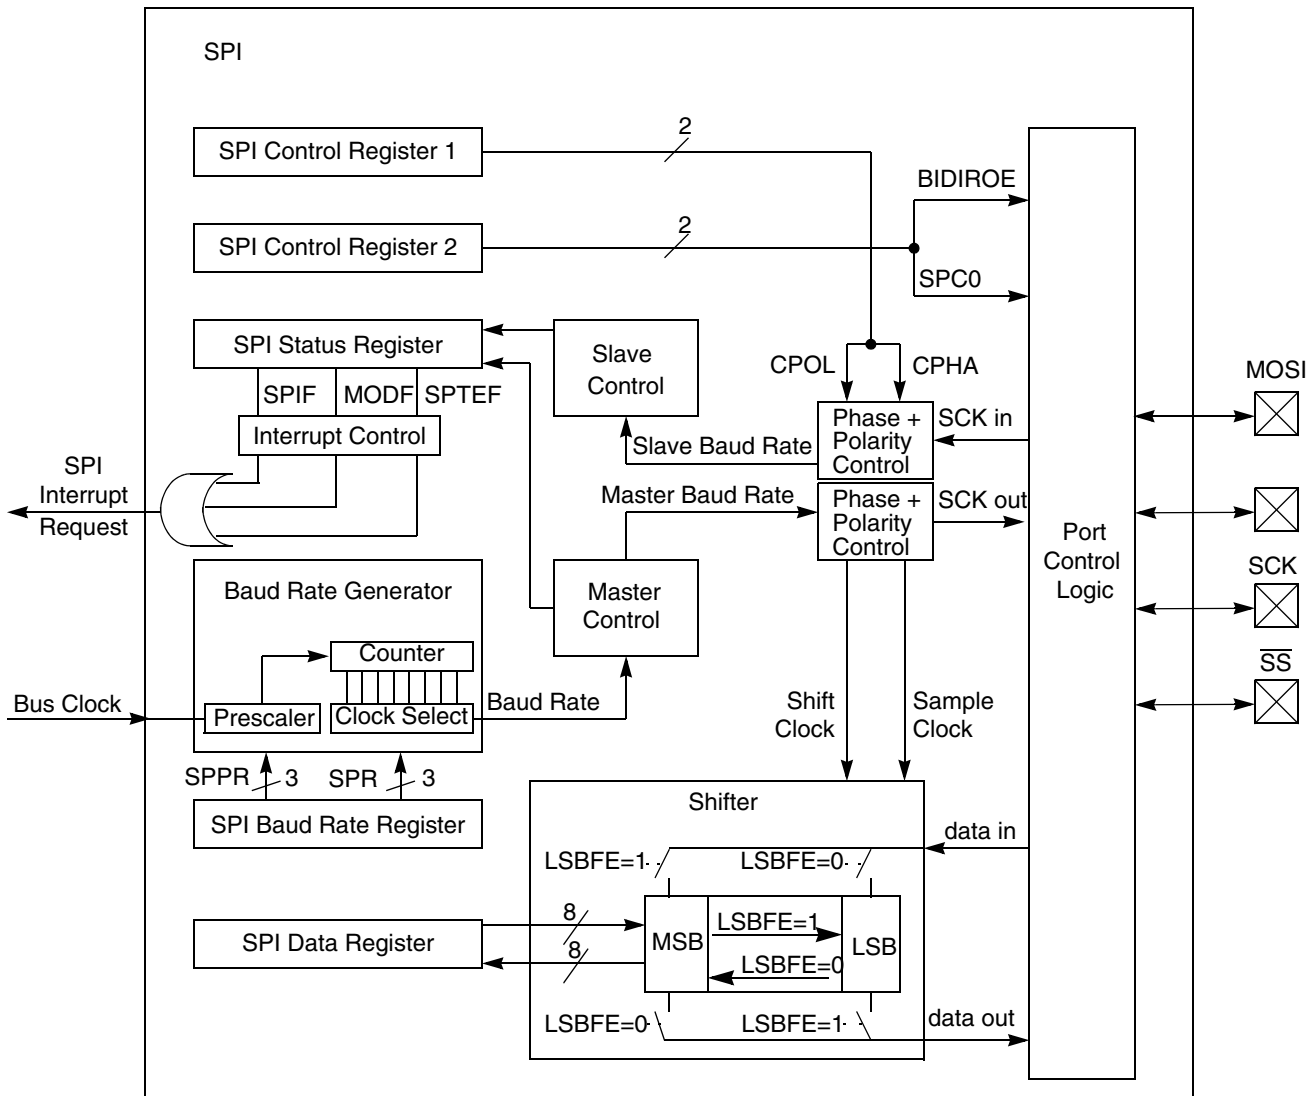 SPI
SPI Control Register 1
2
BIDIROE
SPI Control Register 2
2
SPC0
SPI Status Register
Slave
Control
CPOL
CPHA
MOSI
SPIF
MODF
SPTEF
Interrupt Control
Phase +
Polarity
Control
SCK in
Slave Baud Rate
SPI
Interrupt
Request
Master Baud Rate
Phase +
Polarity
Control
SCK out
Port
Control
Logic
SCK
Baud Rate Generator
Master
Control
Counter
SS
Bus Clock
Prescaler
Clock Select
Baud Rate
Shift
Clock
Sample
Clock
SPPR
3
SPR
3
SPI Baud Rate Register
Shifter
data in
LSBFE=1
LSBFE=0
8
SPI Data Register
8
MSB
LSBFE=1
LSBFE=0
LSB
LSBFE=0
LSBFE=1
data out